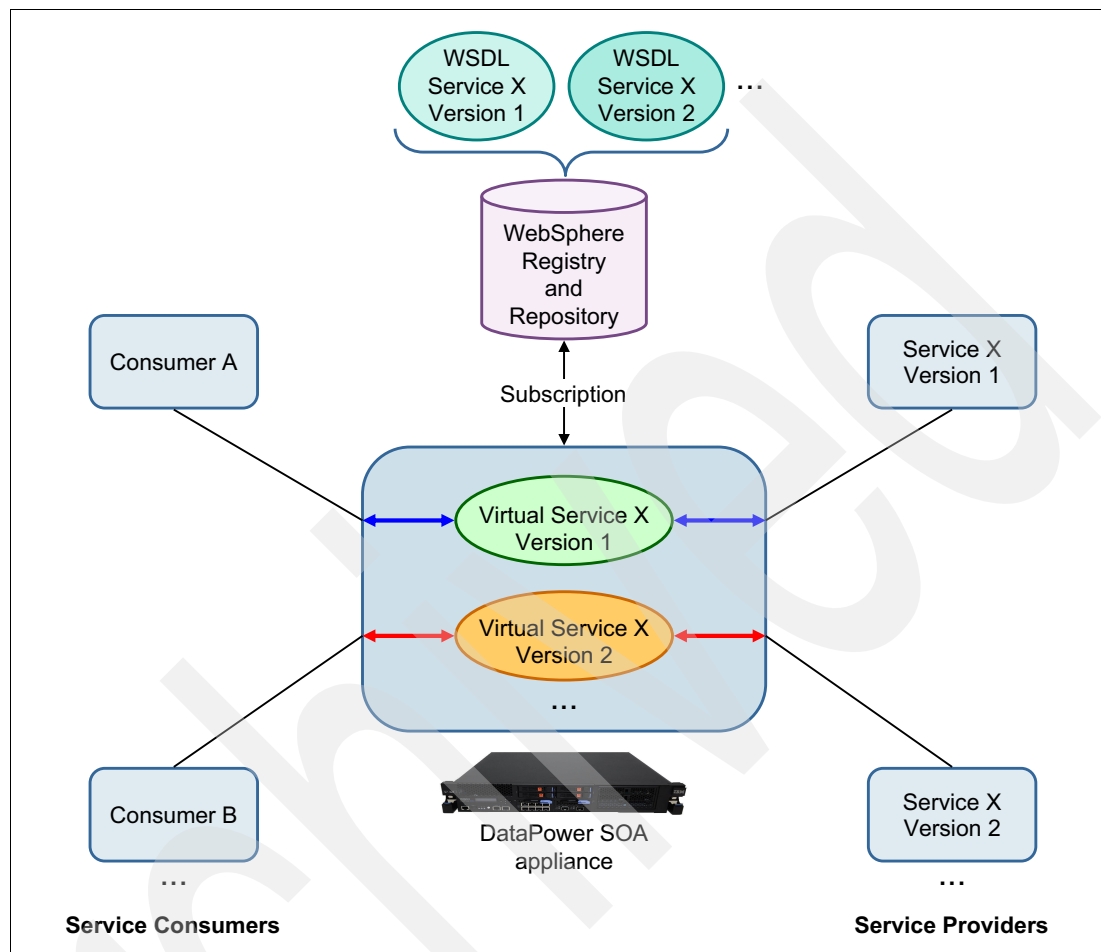 WSDL
Service X
Version 1
WSDL
Service X
Version 2
...
WebSphere
Registry
and
Repository
Consumer A
Service X
Version 1
Subscription
Virtual Service X
Version 1
Virtual Service X
Version 2
...
Consumer B
DataPower SOA
appliance
Service X
Version 2
...
...
Service Consumers
Service Providers